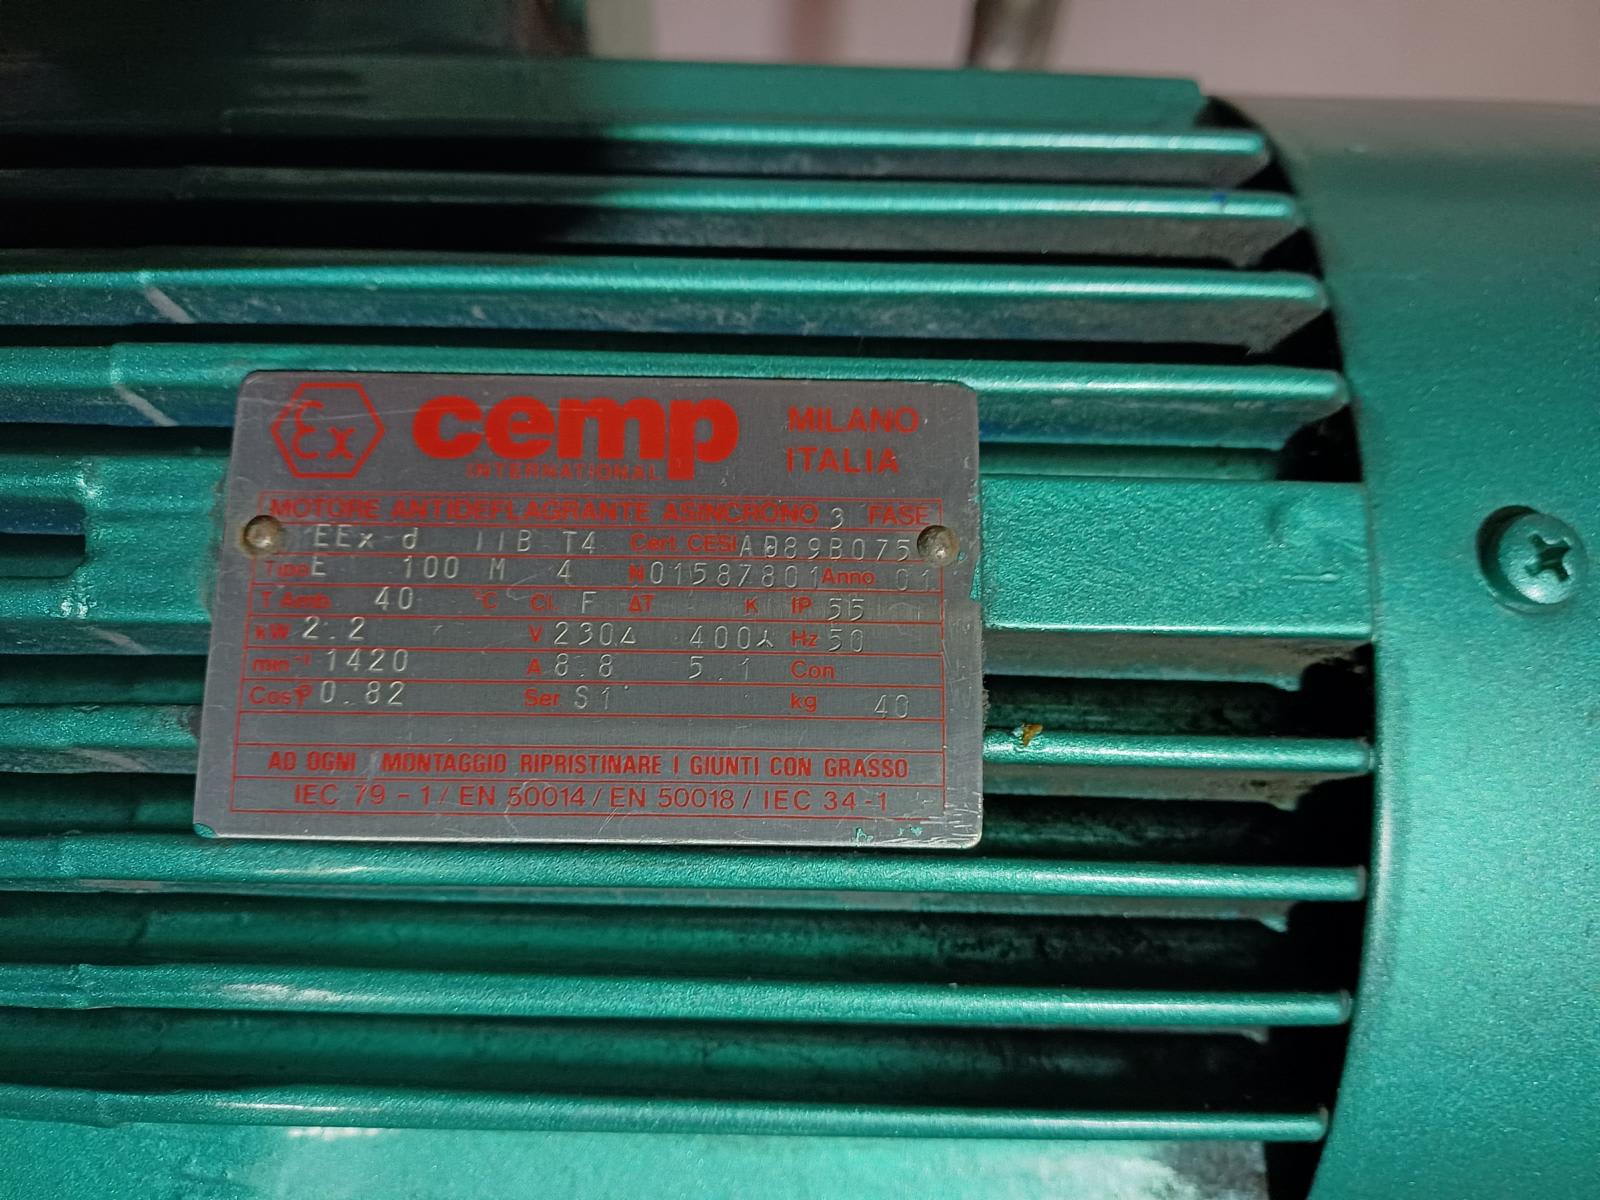 Ex cemp MILANO
INTERNATIONAL ITALIA
MOTORE ANTIDEFLAGRANTE ASINCRONO 3 FASE
EEx-d IIB T4 Cert. CESI AD89B075
Tipo E 100 M 4 N 01587801 Anno 01
T Amb. 40 °C Cl. F ΔT K IP 55
kW 2.2 V 230Δ 400⅄ Hz 50
min⁻¹ 1420 A 8.8 5.1 Con
Cosφ 0.82 Ser S1 kg 40
AD OGNI MONTAGGIO RIPRISTINARE I GIUNTI CON GRASSO
IEC 79-1/EN 50014/EN 50018/IEC 34-1